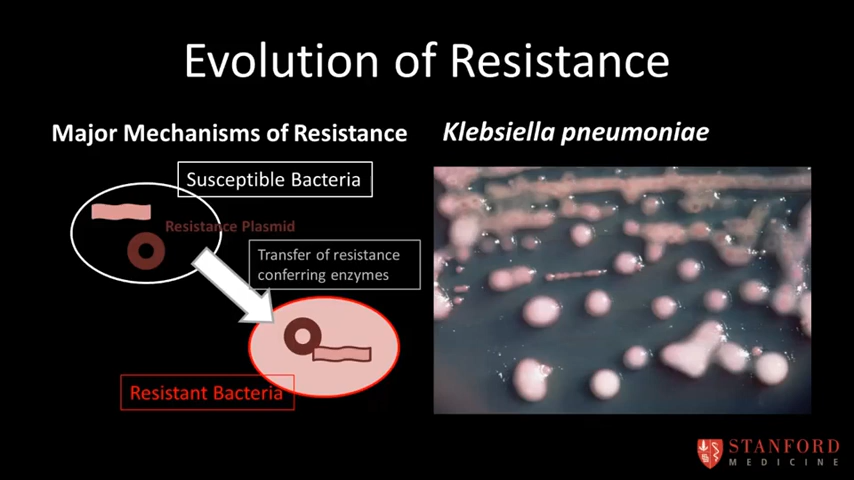 Evolution of Resistance
Major Mechanisms of Resistance
Klebsiella pneumoniae
Susceptible Bacteria
Resistance Plasmid
Transfer of resistance
conferring enzymes
Resistant Bacteria
STANFORD
MEDICINE